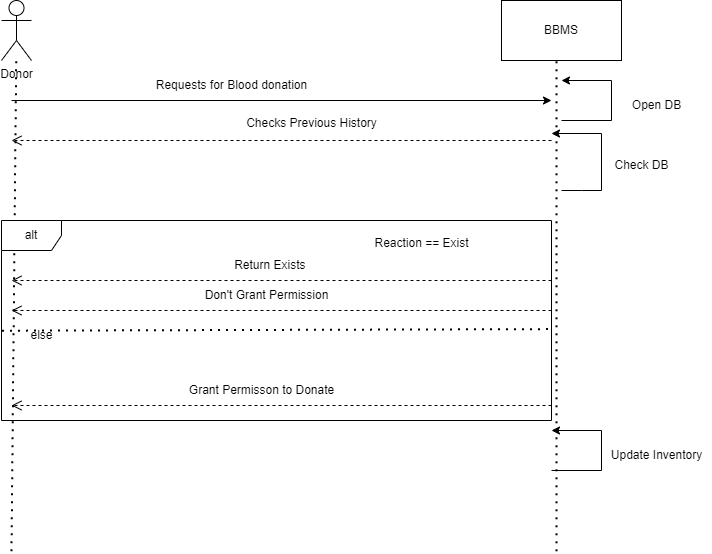 BBMS
Donor
Requests for Blood donation
Open DB
Checks Previous History
Check DB
alt
Reaction == Exist
Return Exists
Don't Grant Permission
else
Grant Permisson to Donate
Update Inventory